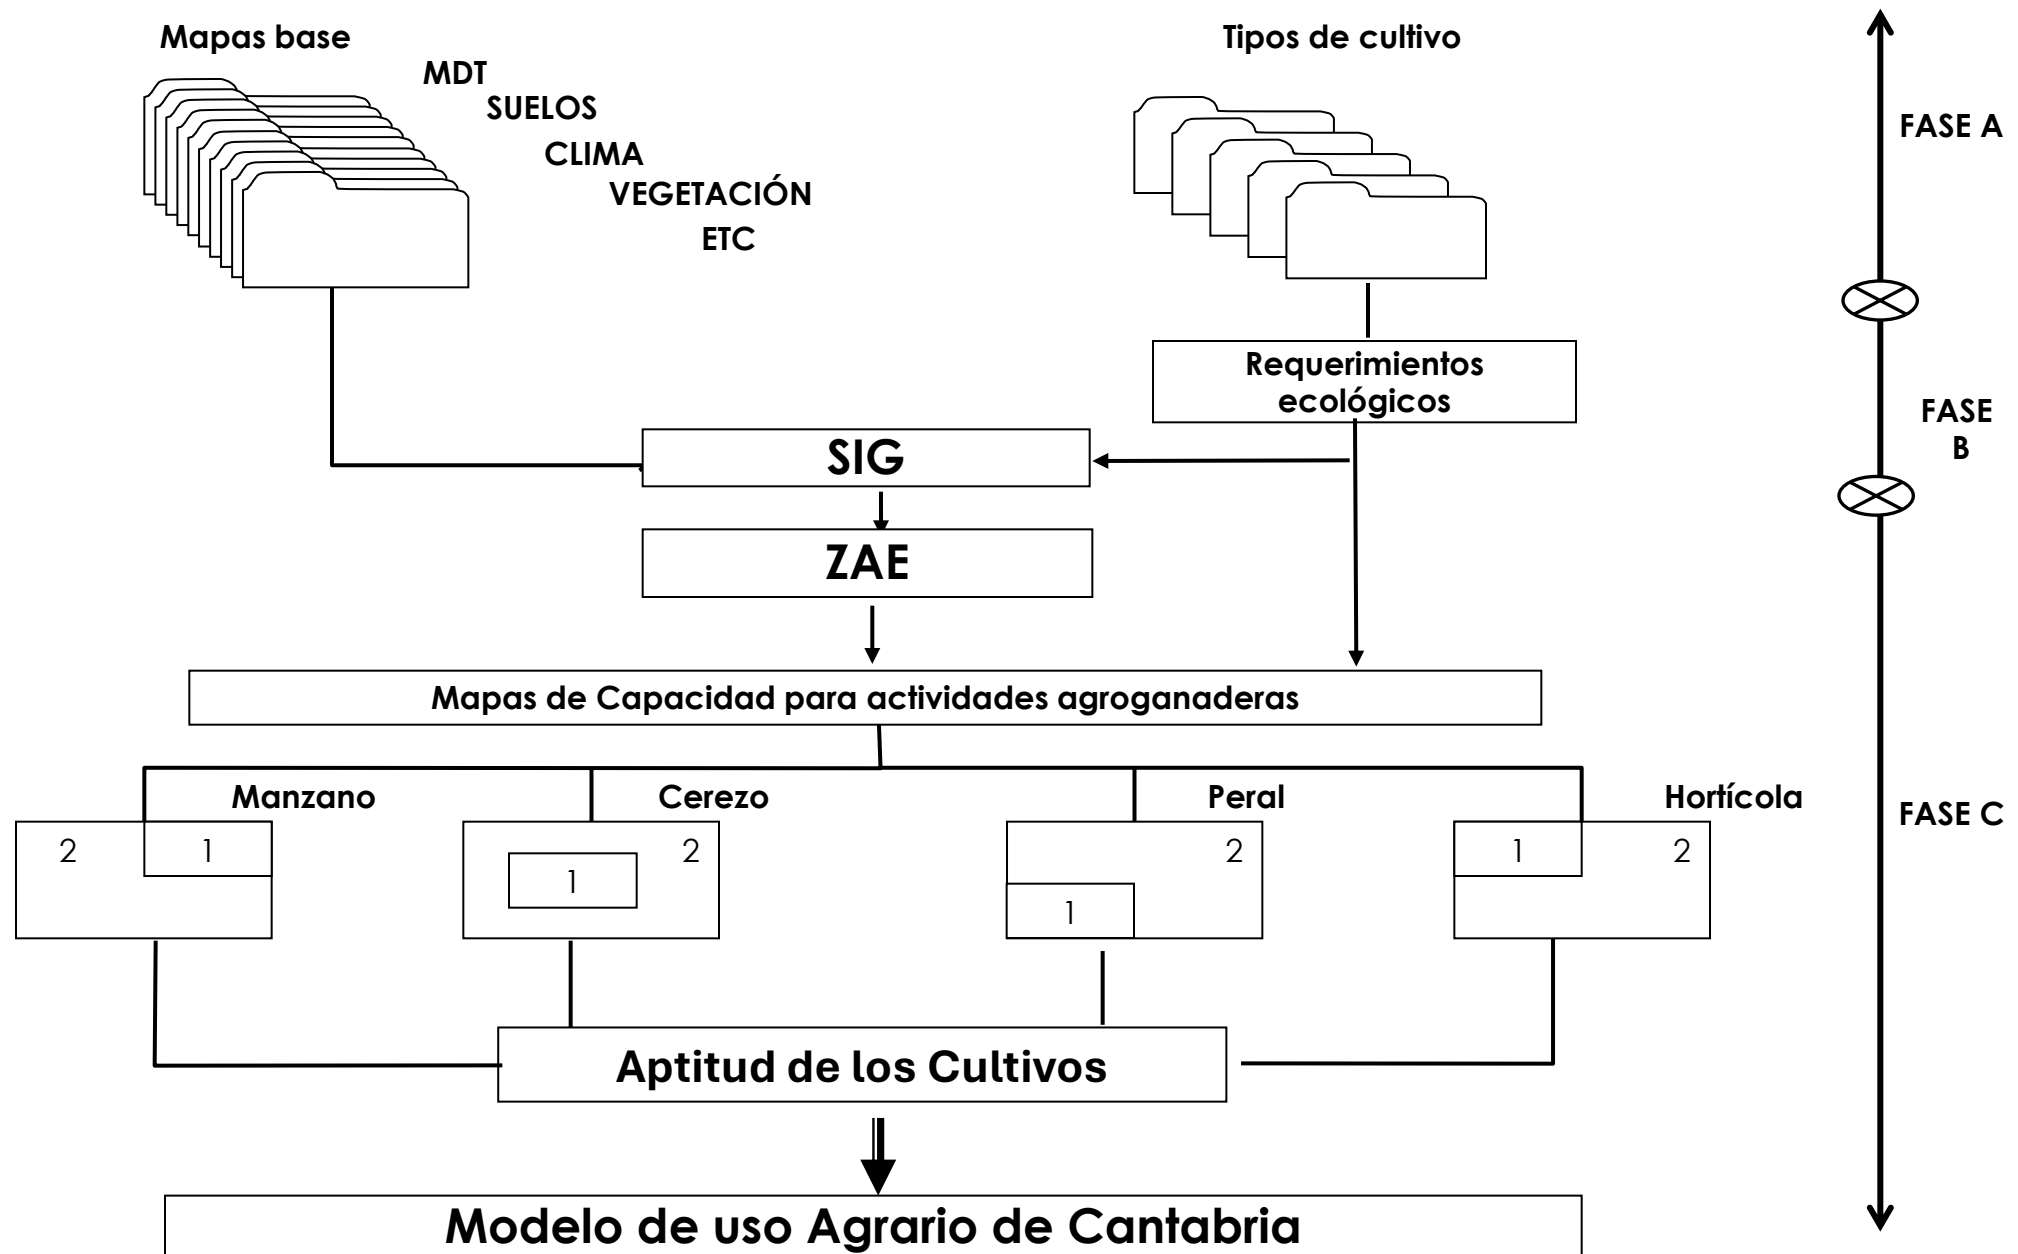 Mapas base
Tipos de cultivo
MDT
SUELOS
CLIMA
VEGETACIÓN
ETC
FASE A
Requerimientos
ecológicos
FASE
B
SIG
ZAE
Mapas de Capacidad para actividades agroganaderas
Manzano
Cerezo
Peral
Hortícola
FASE C
2 1
1 2
2
1
1 2
Aptitud de los Cultivos
Modelo de uso Agrario de Cantabria